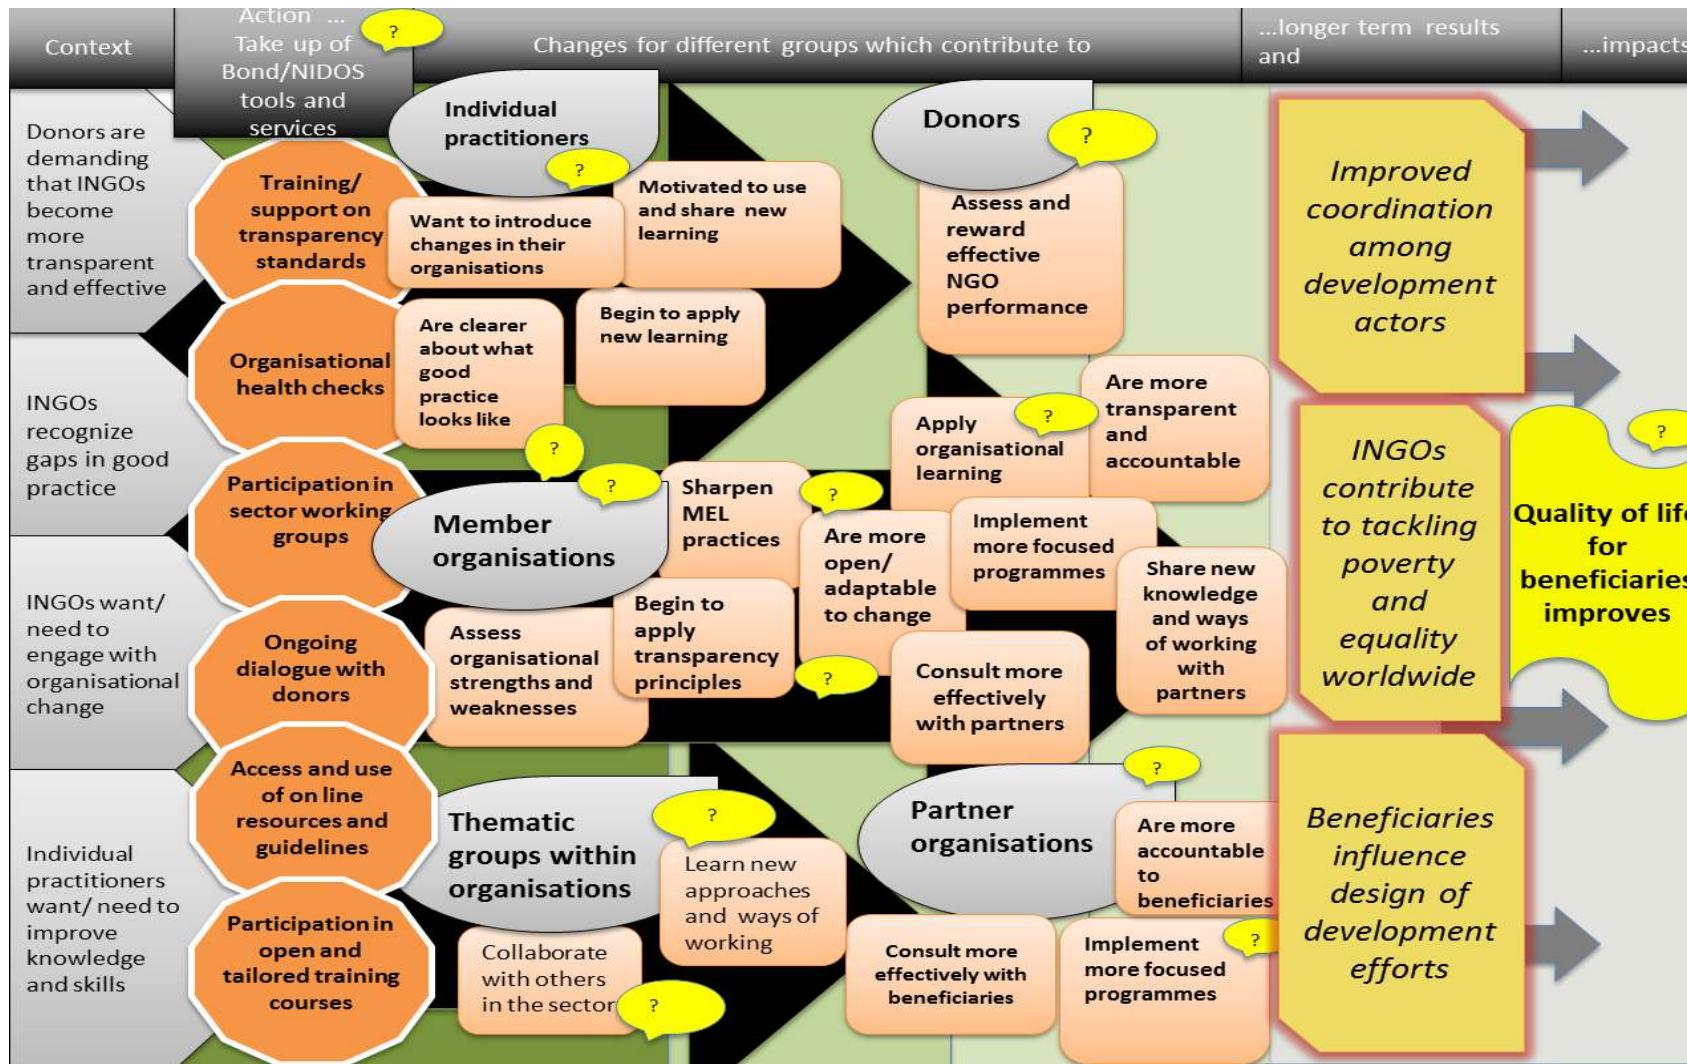 Context
Action ...
Take up of
Bond/NIDOS
tools and
services
?
Changes for different groups which contribute to
...longer term results
and
...impacts
Donors are
demanding
that INGOs
become
more
transparent
and effective
INGOs
recognize
gaps in good
practice
INGOs want/
need to
engage with
organisational
change
Individual
practitioners
want/ need to
improve
knowledge
and skills
Training/
support on
transparency
standards
Organisational
health checks
Participation in
sector working
groups
Ongoing
dialogue with
donors
Access and use
of on line
resources and
guidelines
Participation in
open and
tailored training
courses
Individual
practitioners
?
Want to introduce
changes in their
organisations
Motivated to use
and share new
learning
Are clearer
about what
good
practice
looks like
?
Begin to apply
new learning
Donors
?
Assess and
reward
effective
NGO
performance
Member
organisations
?
Sharpen
MEL
practices
?
Assess
organisational
strengths and
weaknesses
Begin to
apply
transparency
principles
Are more
open/
adaptable
to change
?
Apply
organisational
learning
?
Are more
transparent
and
accountable
Implement
more focused
programmes
Share new
knowledge
and ways
of working
with
partners
Consult more
effectively
with partners
Thematic
groups within
organisations
?
Learn new
approaches
and ways of
working
Collaborate
with others
in the sector
?
Partner
organisations
?
Are more
accountable
to
beneficiaries
Consult more
effectively with
beneficiaries
Implement
more focused
programmes
?
Improved
coordination
among
development
actors
INGOs
contribute
to tackling
poverty
and
equality
worldwide
Beneficiaries
influence
design of
development
efforts
?
Quality of life
for
beneficiaries
improves